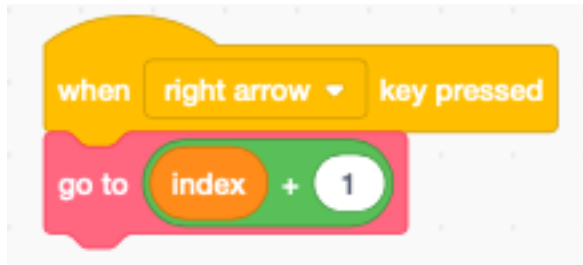 when right arrow key pressed
go to index + 1